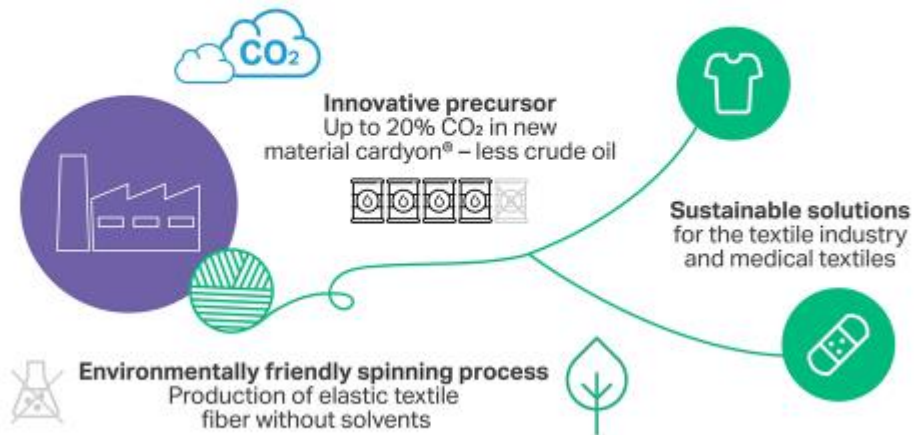 CO₂
Innovative precursor
Up to 20% CO₂ in new
material cardyon® – less crude oil
Sustainable solutions
for the textile industry
and medical textiles
Environmentally friendly spinning process
Production of elastic textile
fiber without solvents